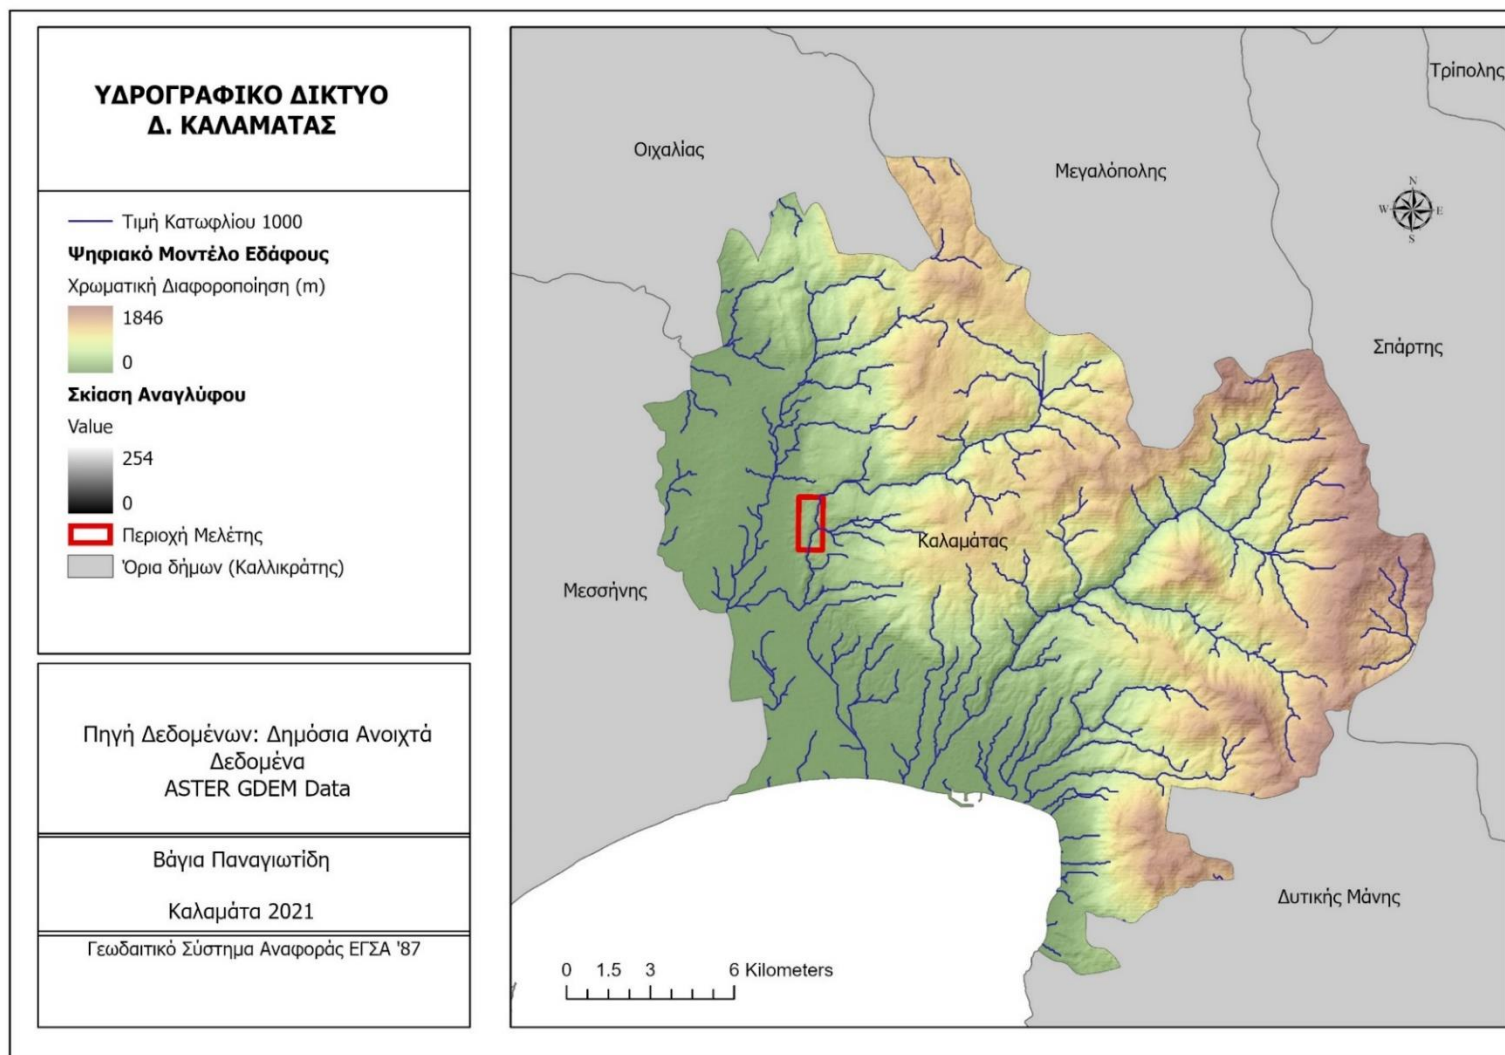 ΥΔΡΟΓΡΑΦΙΚΟ ΔΙΚΤΥΟ
Δ. ΚΑΛΑΜΑΤΑΣ
Τιμή Κατωφλίου 1000
Ψηφιακό Μοντέλο Εδάφους
Χρωματική Διαφοροποίηση (m)
1846
0
Σκίαση Αναγλύφου
Value
254
0
Περιοχή Μελέτης
Όρια δήμων (Καλλικράτης)
Πηγή Δεδομένων: Δημόσια Ανοιχτά
Δεδομένα
ASTER GDEM Data
Βάγια Παναγιωτίδη
Καλαμάτα 2021
Γεωδαιτικό Σύστημα Αναφοράς ΕΓΣΑ '87
Τρίπολης
Οιχαλίας
Μεγαλόπολης
N
W E
S
Σπάρτης
Καλαμάτας
Μεσσήνης
Δυτικής Μάνης
0 1.5 3 6 Kilometers